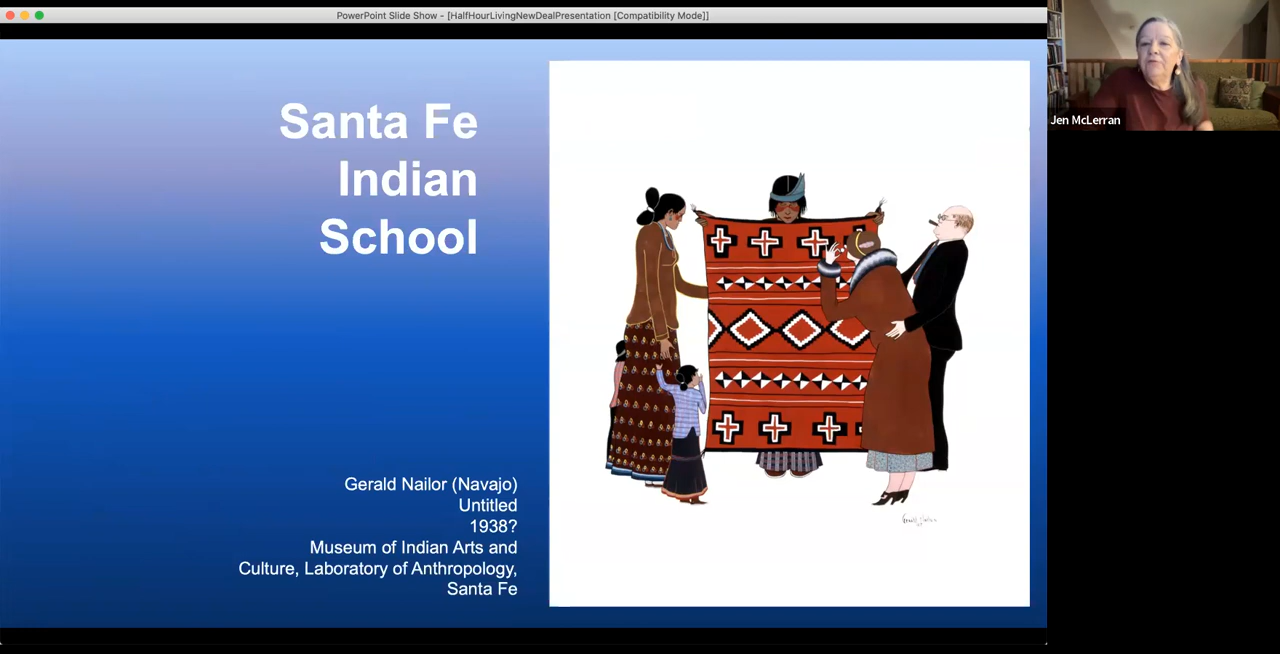 PowerPoint Slide Show - [HalfHourLivingNewDealPresentation [Compatibility Mode]]
Santa Fe
Indian
School
Gerald Nailor (Navajo)
Untitled
1938?
Museum of Indian Arts and
Culture, Laboratory of Anthropology,
Santa Fe
Jen McLerran